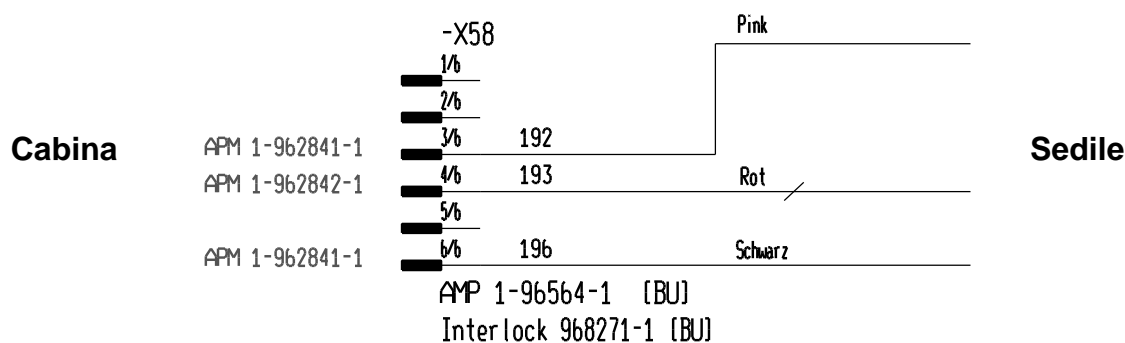 -X58
Pink
1/6
2/6
Cabina
APM 1-962841-1
3/6
192
Sedile
APM 1-962842-1
4/6
193
Rot
5/6
APM 1-962841-1
6/6
196
Schwarz
AMP 1-96564-1 [BU]
Interlock 968271-1 [BU]